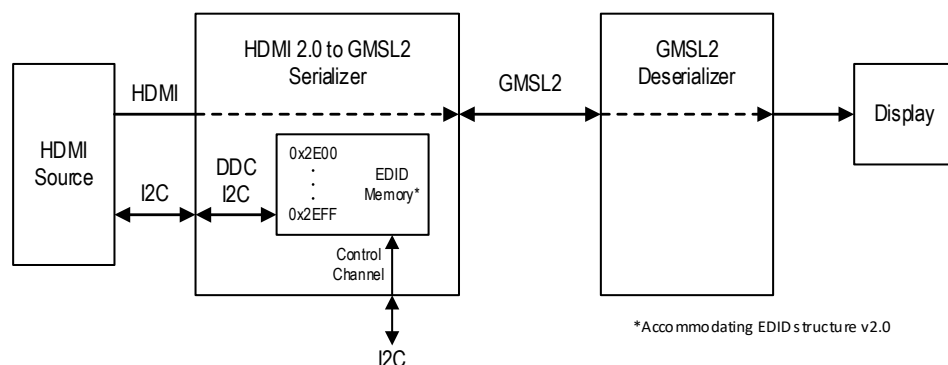 HDMI 2.0 to GMSL2
Serializer
GMSL2
Deserializer
HDMI
GMSL2
Display
HDMI
Source
0x2E00
.
.
.
0x2EFF
EDID
Memory*
DDC
I2C
I2C
Control
Channel
I2C
*Accommodating EDID structure v2.0